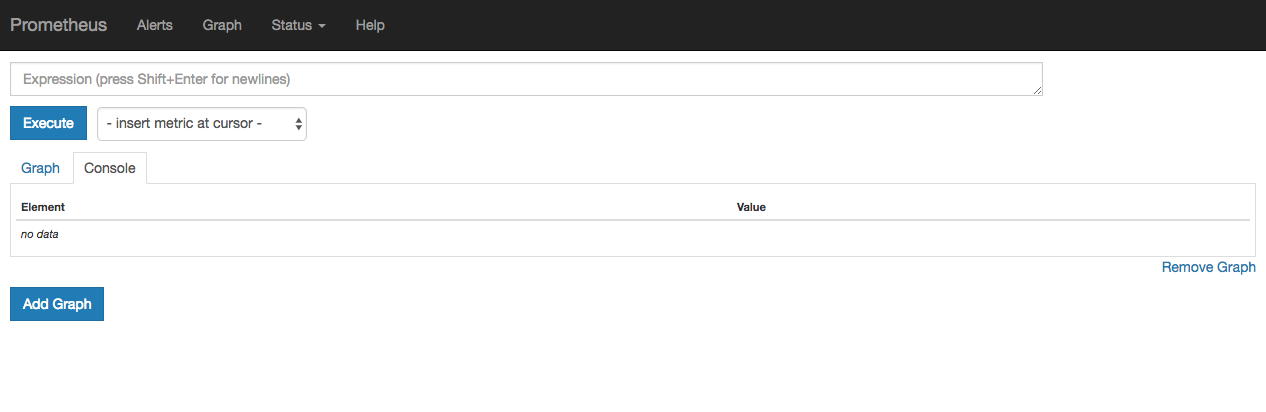 Prometheus Alerts Graph Status Help
Expression (press Shift+Enter for newlines)
Execute - insert metric at cursor -
Graph Console
Element Value
no data
Remove Graph
Add Graph